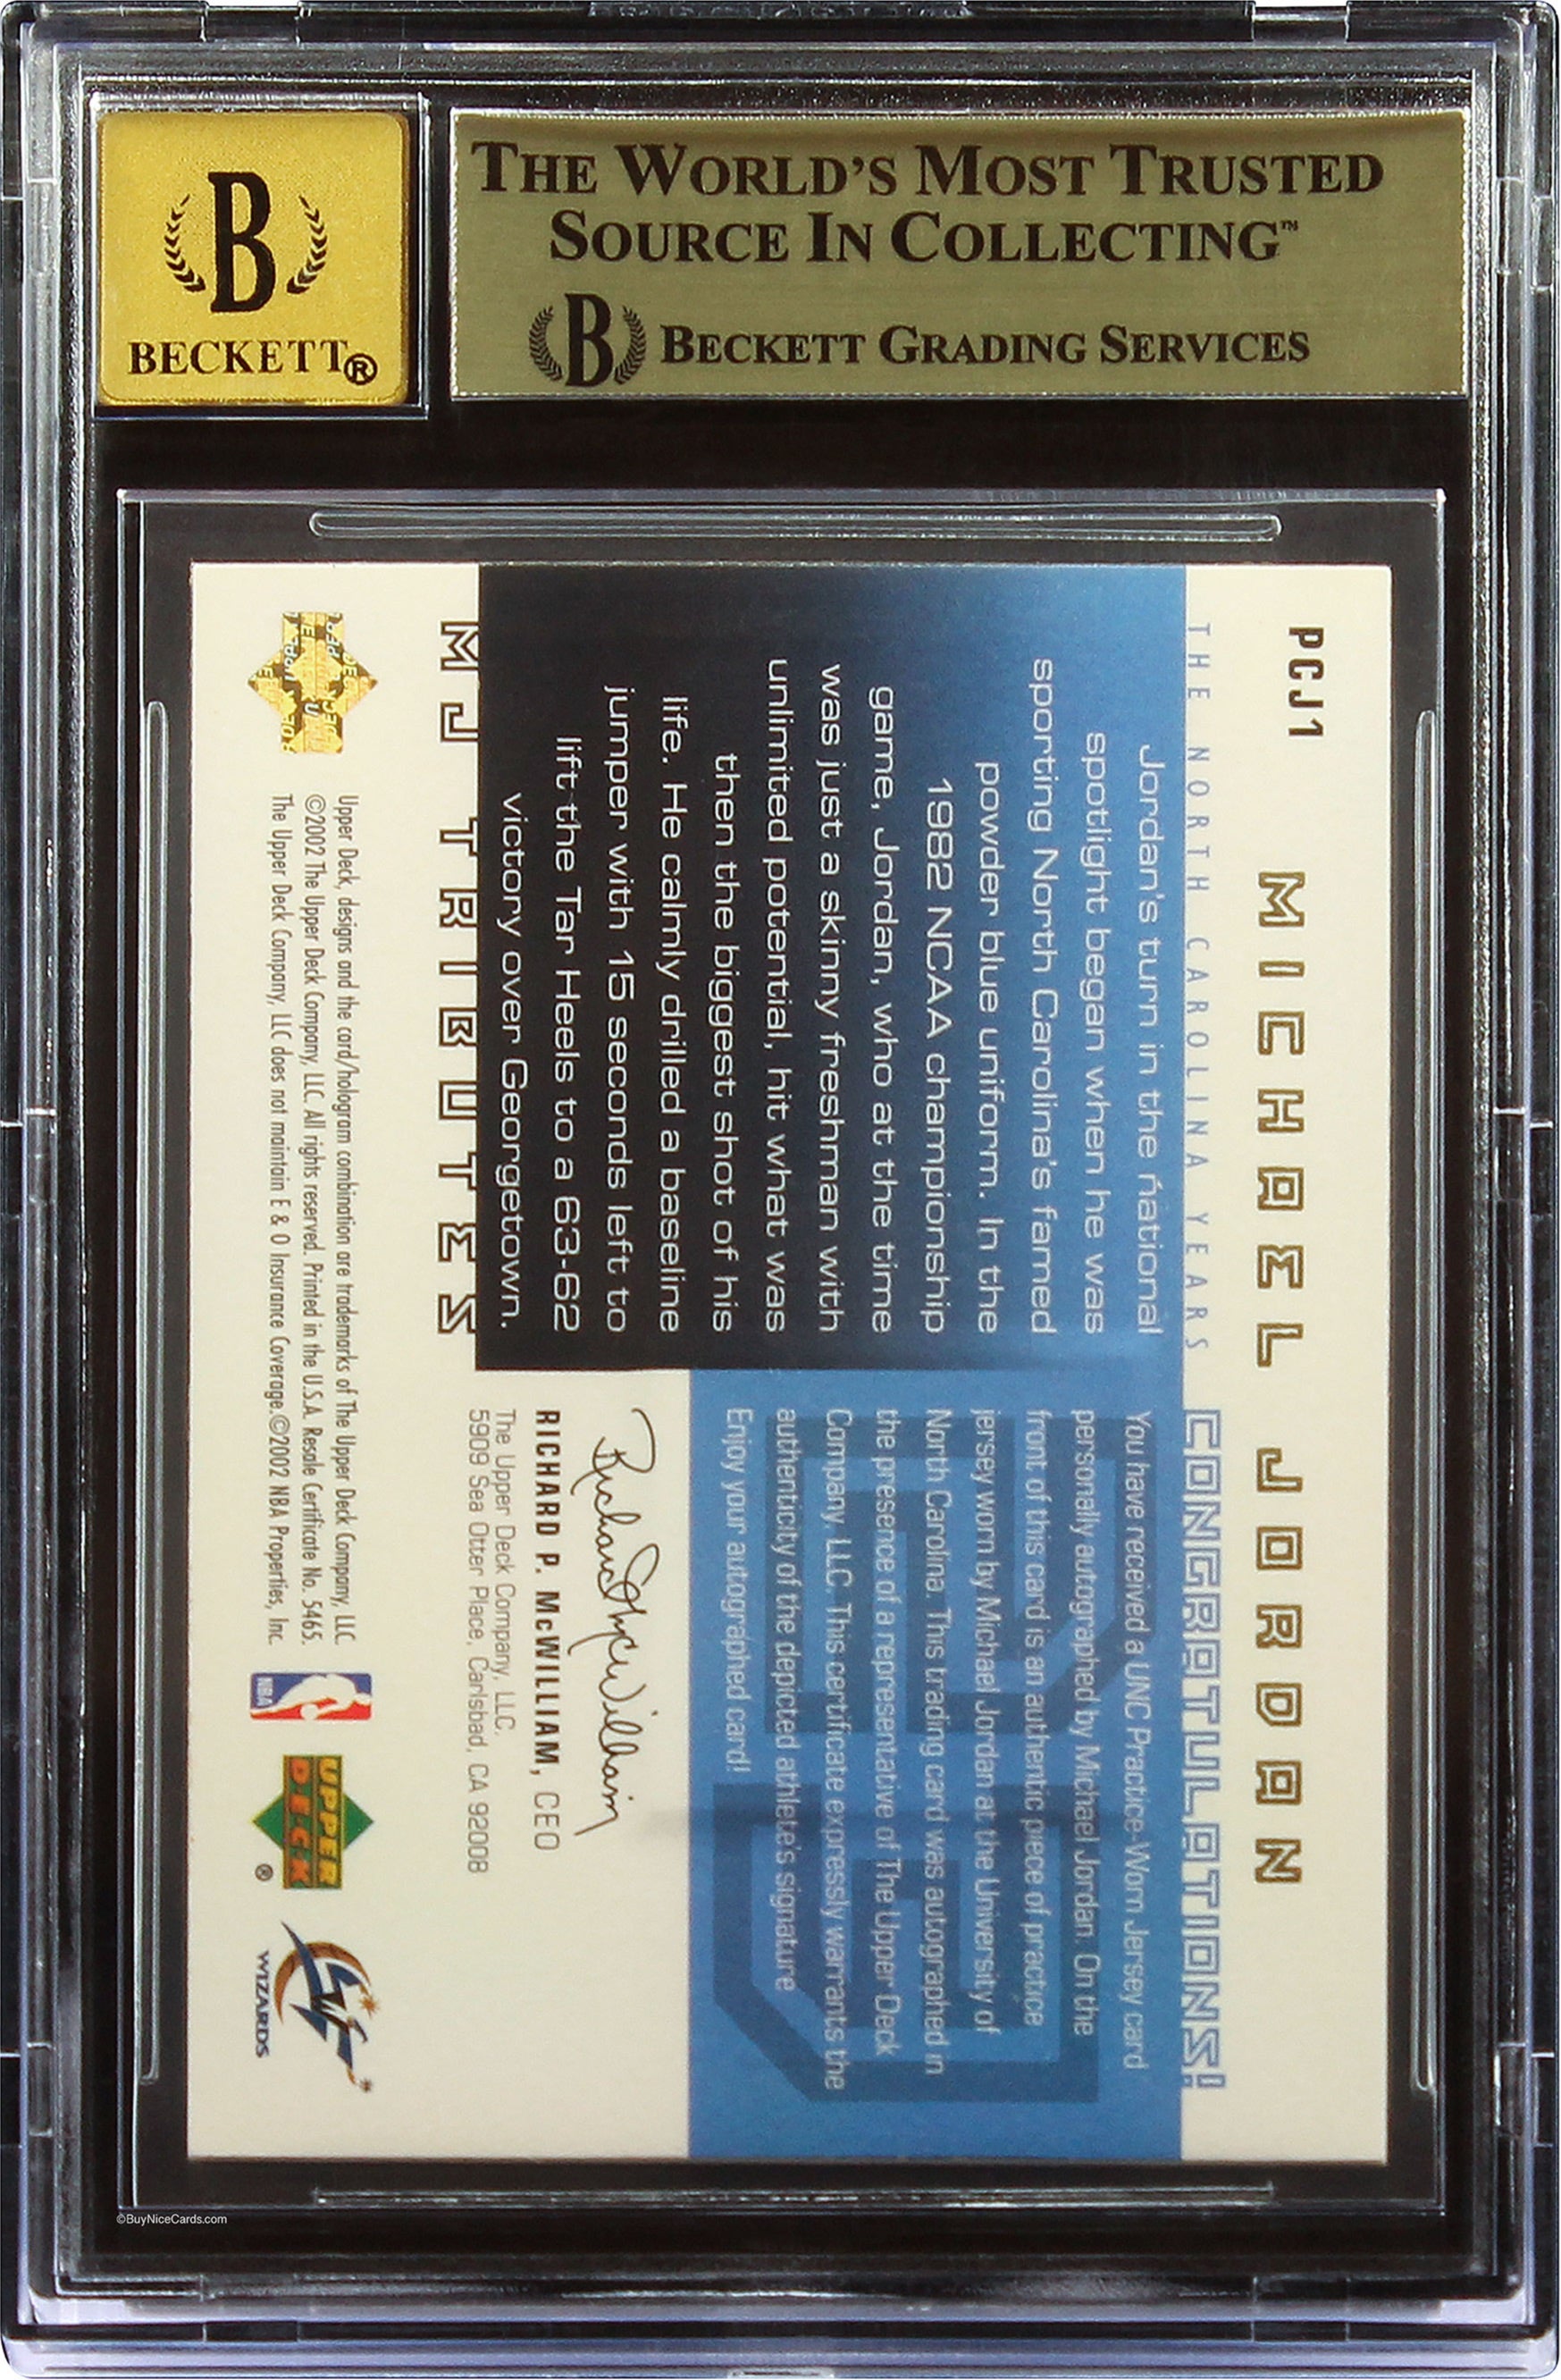 THE WORLD'S MOST TRUSTED
SOURCE IN COLLECTING™
B
BECKETT®
B BECKETT GRADING SERVICES
PCJ1
MICHAEL JORDAN
THE NORTH CAROLINA YEARS
Jordan's turn in the national
spotlight began when he was
sporting North Carolina's famed
powder blue uniform. In the
1982 NCAA championship
game, Jordan, who at the time
was just a skinny freshman with
unlimited potential, hit what was
then the biggest shot of his
life. He calmly drilled a baseline
jumper with 15 seconds left to
lift the Tar Heels to a 63-62
victory over Georgetown.
MJ TRIBUTES
CONGRATULATIONS!
You have received a UNC Practice-Worn Jersey card
personally autographed by Michael Jordan. On the
front of this card is an authentic piece of practice
jersey worn by Michael Jordan at the University of
North Carolina. This trading card was autographed in
the presence of a representative of The Upper Deck
Company, LLC. This certificate expressly warrants the
authenticity of the depicted athlete's signature
Enjoy your autographed card!
23
Richard P. McWilliam
RICHARD P. McWILLIAM, CEO
The Upper Deck Company, LLC.
5909 Sea Otter Place, Carlsbad, CA 92008
Upper Deck, designs and the card/hologram combination are trademarks of The Upper Deck Company, LLC
©2002 The Upper Deck Company, LLC. All rights reserved. Printed in the U.S.A. Resale Certificate No. 5465.
The Upper Deck Company, LLC does not maintain E & O Insurance Coverage.©2002 NBA Properties, Inc.
NBA
UPPER
DECK
®
WIZARDS
©BuyNiceCards.com